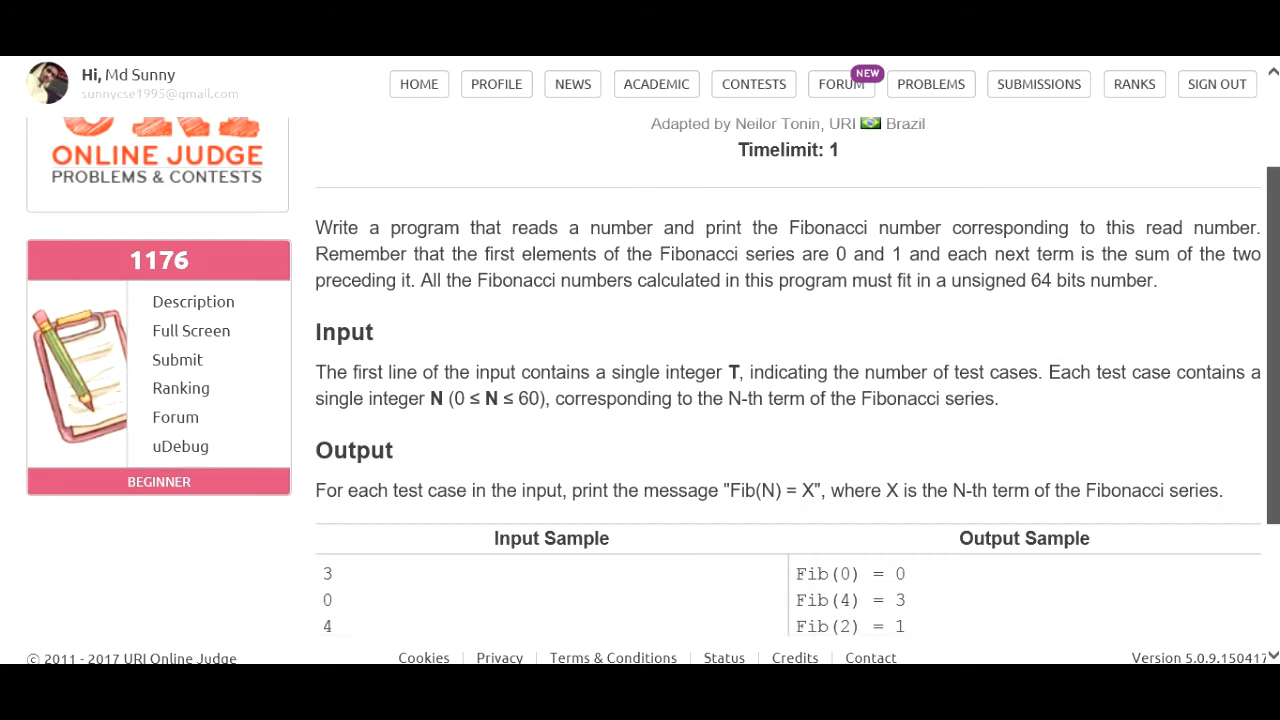 Hi, Md Sunny
sunnycse1995@gmail.com
HOME
PROFILE
NEWS
ACADEMIC
CONTESTS
FORUM
NEW
PROBLEMS
SUBMISSIONS
RANKS
SIGN OUT
ONLINE JUDGE
PROBLEMS & CONTESTS
Adapted by Neilor Tonin, URI Brazil
Timelimit: 1
1176
Description
Full Screen
Submit
Ranking
Forum
uDebug
BEGINNER
Write a program that reads a number and print the Fibonacci number corresponding to this read number.
Remember that the first elements of the Fibonacci series are 0 and 1 and each next term is the sum of the two
preceding it. All the Fibonacci numbers calculated in this program must fit in a unsigned 64 bits number.
Input
The first line of the input contains a single integer T, indicating the number of test cases. Each test case contains a
single integer N (0 ≤ N ≤ 60), corresponding to the N-th term of the Fibonacci series.
Output
For each test case in the input, print the message "Fib(N) = X", where X is the N-th term of the Fibonacci series.
Input Sample
Output Sample
3
0
4
Fib(0) = 0
Fib(4) = 3
Fib(2) = 1
© 2011 - 2017 URI Online Judge
Cookies
Privacy
Terms & Conditions
Status
Credits
Contact
Version 5.0.9.150417